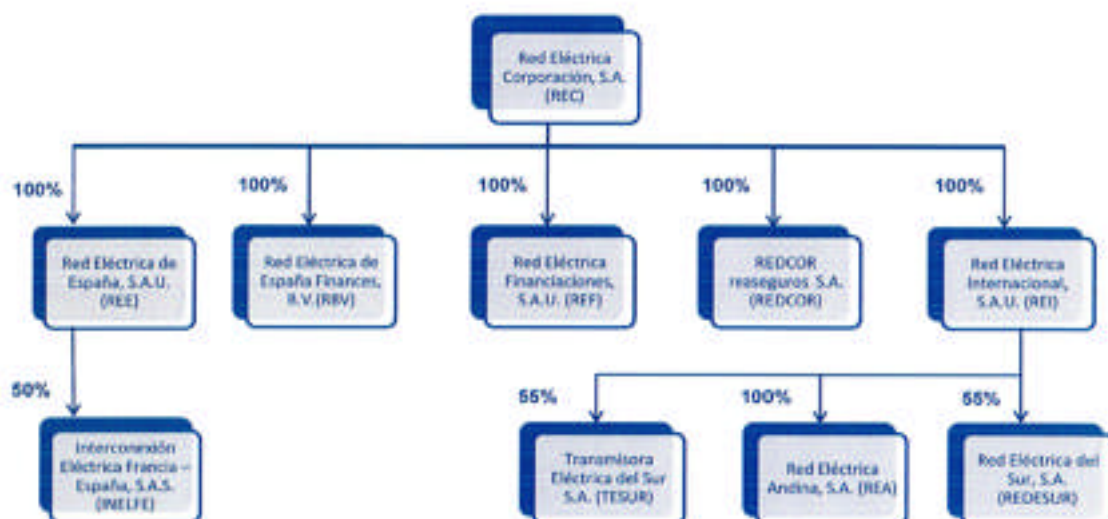 Red Eléctrica
Corporación, S.A.
(REC)
100%
100%
100%
100%
100%
Red Eléctrica de
España, S.A.U.
(REE)
Red Eléctrica de
España Finances,
B.V.(RBV)
Red Eléctrica
Financiaciones,
S.A.U. (REF)
REDCOR
reaseguros S.A.
(REDCOR)
Red Eléctrica
Internacional,
S.A.U. (REI)
50%
55%
100%
55%
Interconexión
Eléctrica Francia –
España, S.A.S.
(INELFE)
Transmisora
Eléctrica del Sur
S.A. (TESUR)
Red Eléctrica
Andina, S.A. (REA)
Red Eléctrica del
Sur, S.A.
(REDESUR)